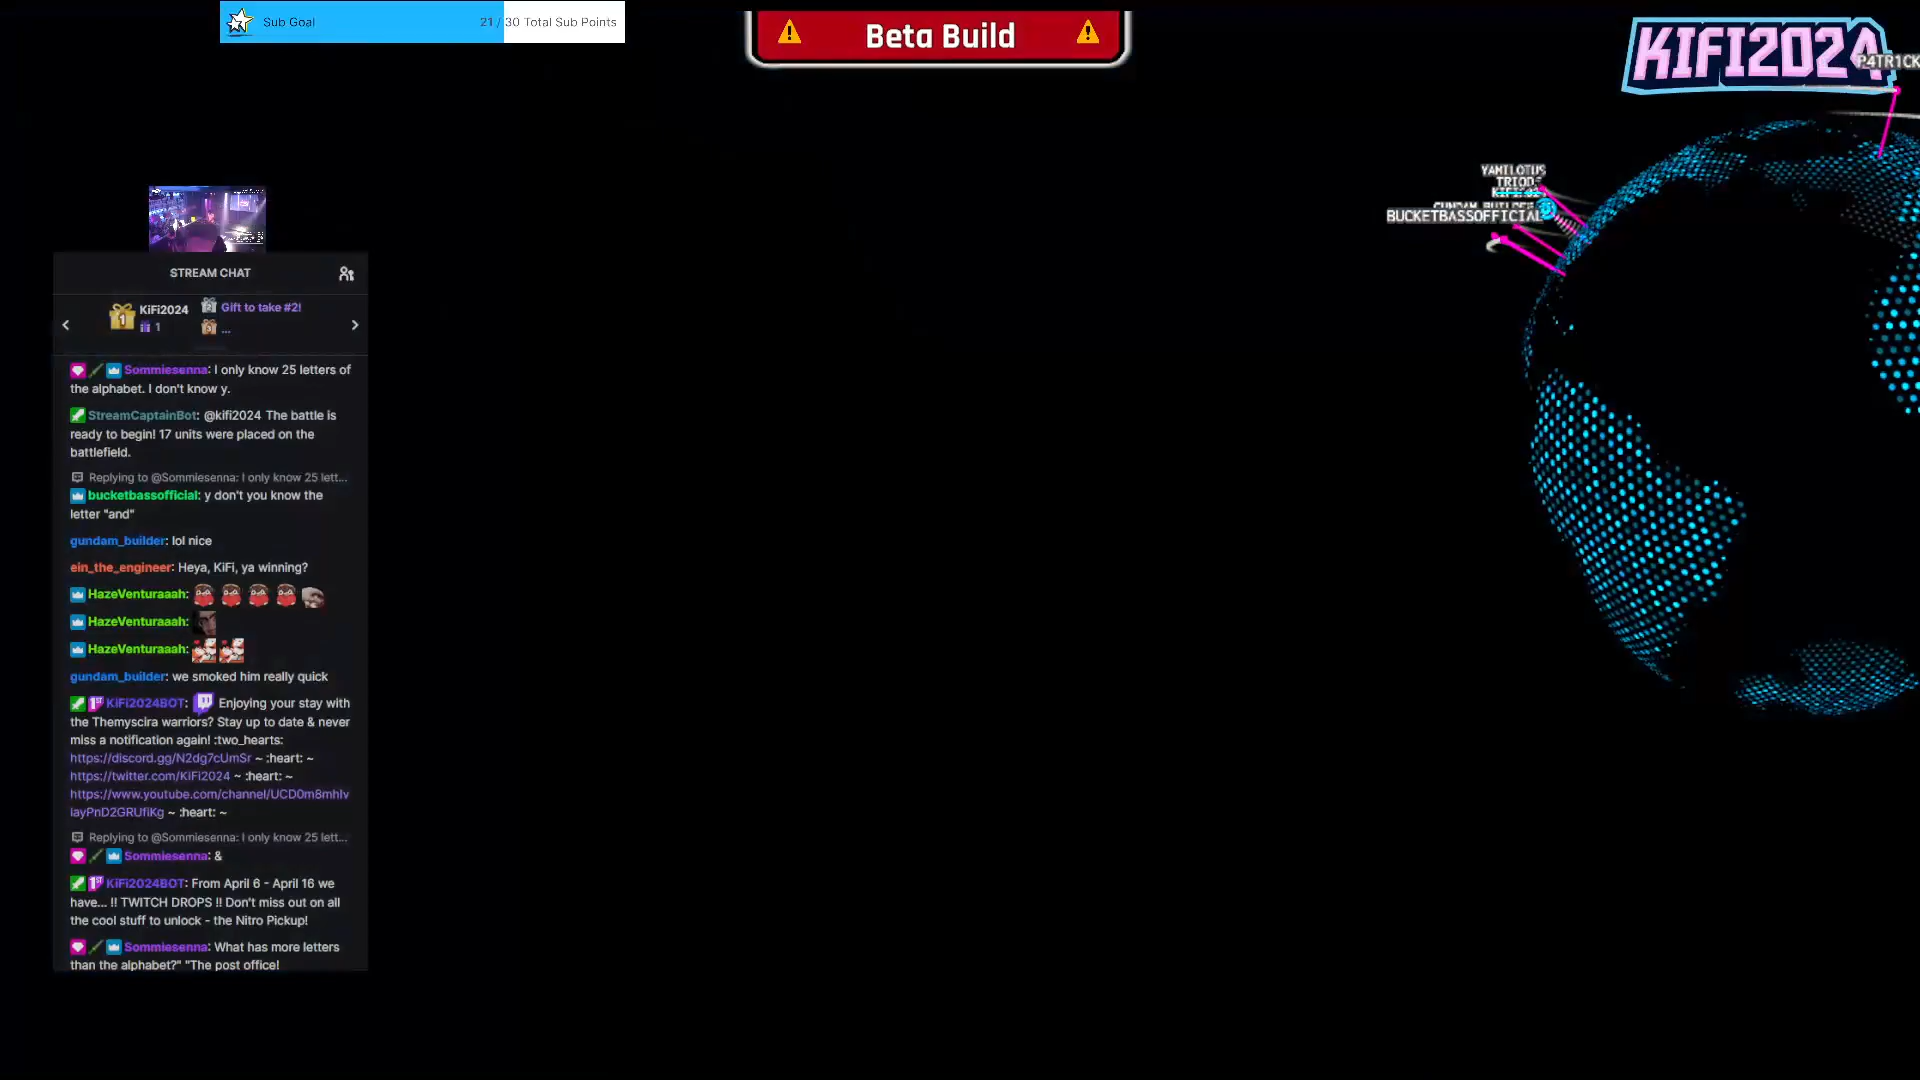 Sub Goal
21 / 30 Total Sub Points
Beta Build
KIFI2024
P4TR1CK
YAMILOTUS
TRIOD
GUNDAM_BUILDER
BUCKETBASSOFFICIAL
STREAM CHAT
KiFi2024
1
Gift to take #2!
...
Sommiesenna: I only know 25 letters of
the alphabet. I don't know y.
StreamCaptainBot: @kifi2024 The battle is
ready to begin! 17 units were placed on the
battlefield.
Replying to @Sommiesenna: I only know 25 lett...
bucketbassofficial: y don't you know the
letter "and"
gundam_builder: lol nice
ein_the_engineer: Heya, KiFi, ya winning?
HazeVenturaaah:
HazeVenturaaah:
HazeVenturaaah:
gundam_builder: we smoked him really quick
KiFi2024BOT: Enjoying your stay with
the Themyscira warriors? Stay up to date & never
miss a notification again! :two_hearts:
https://discord.gg/N2dg7cUmSr ~ :heart: ~
https://twitter.com/KiFi2024 ~ :heart: ~
https://www.youtube.com/channel/UCD0m8mhlv
iayPnD2GRUfiKg ~ :heart: ~
Replying to @Sommiesenna: I only know 25 lett...
Sommiesenna: &
KiFi2024BOT: From April 6 - April 16 we
have... !! TWITCH DROPS !! Don't miss out on all
the cool stuff to unlock - the Nitro Pickup!
Sommiesenna: What has more letters
than the alphabet?" "The post office!